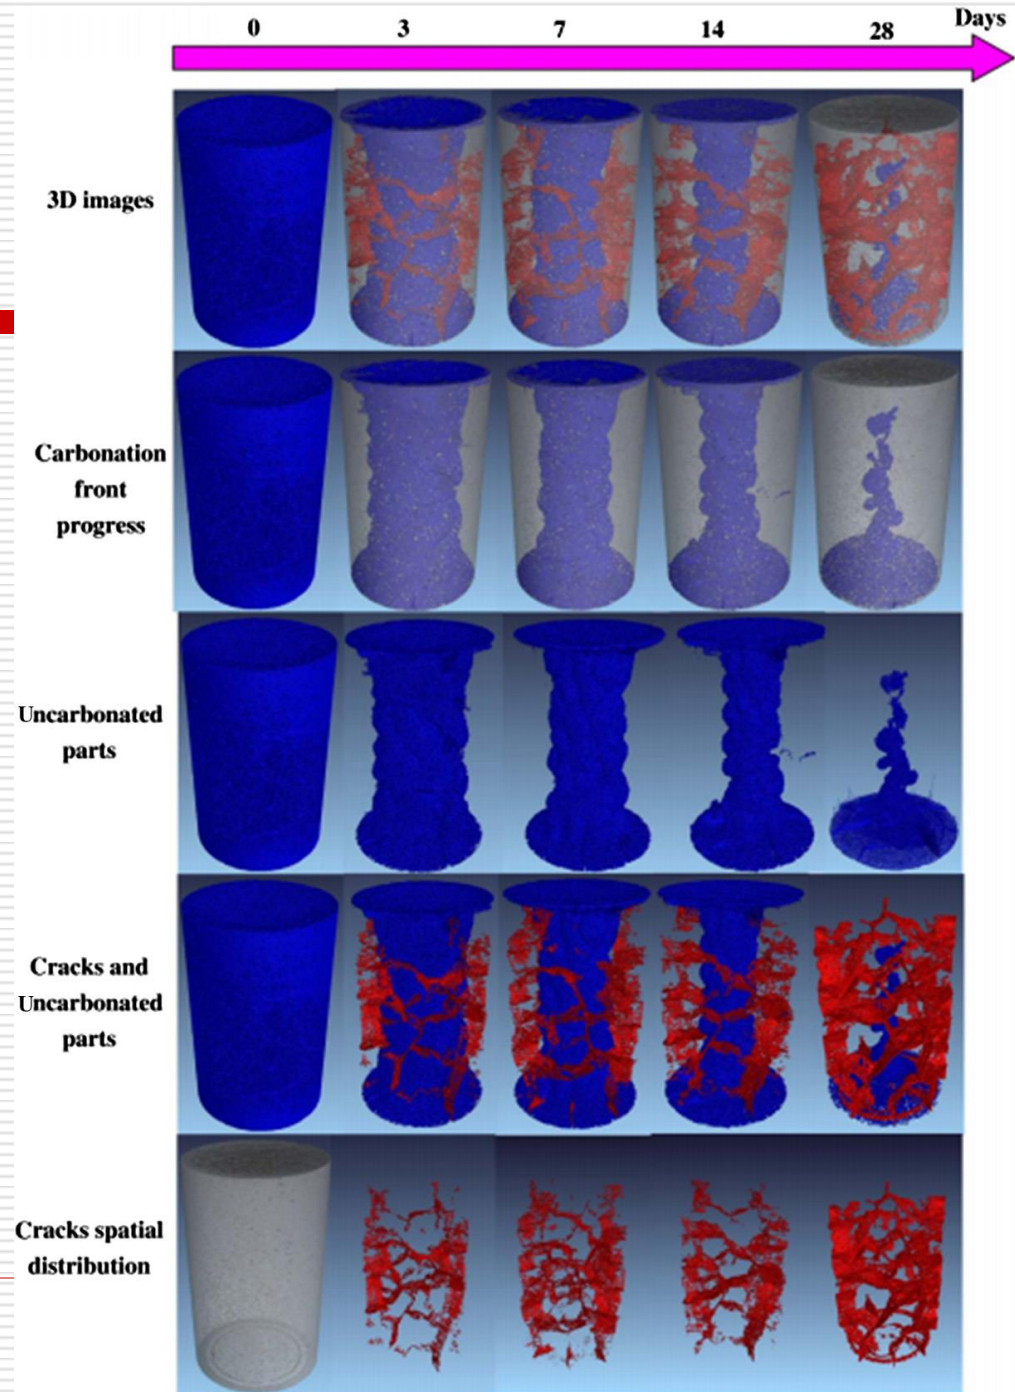 Days
0 3 7 14 28
3D images
Carbonation
front
progress
Uncarbonated
parts
Cracks and
Uncarbonated
parts
Cracks spatial
distribution